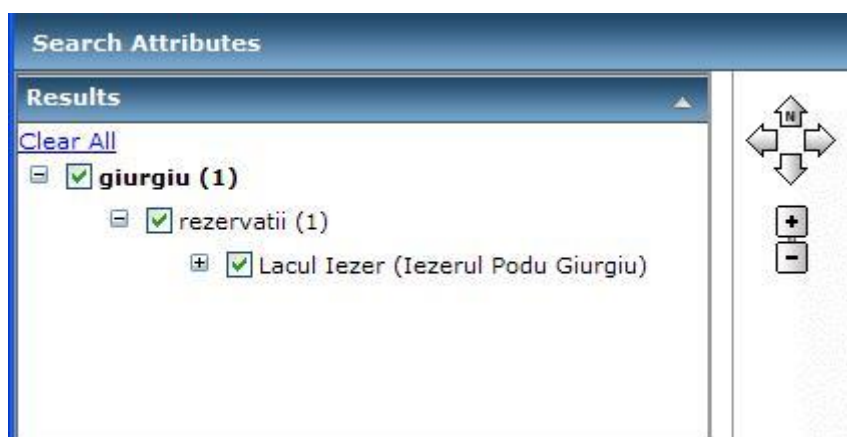 Search Attributes
Results
Clear All
giurgiu (1)
rezervatii (1)
Lacul Iezer (Iezerul Podu Giurgiu)
N
+
-